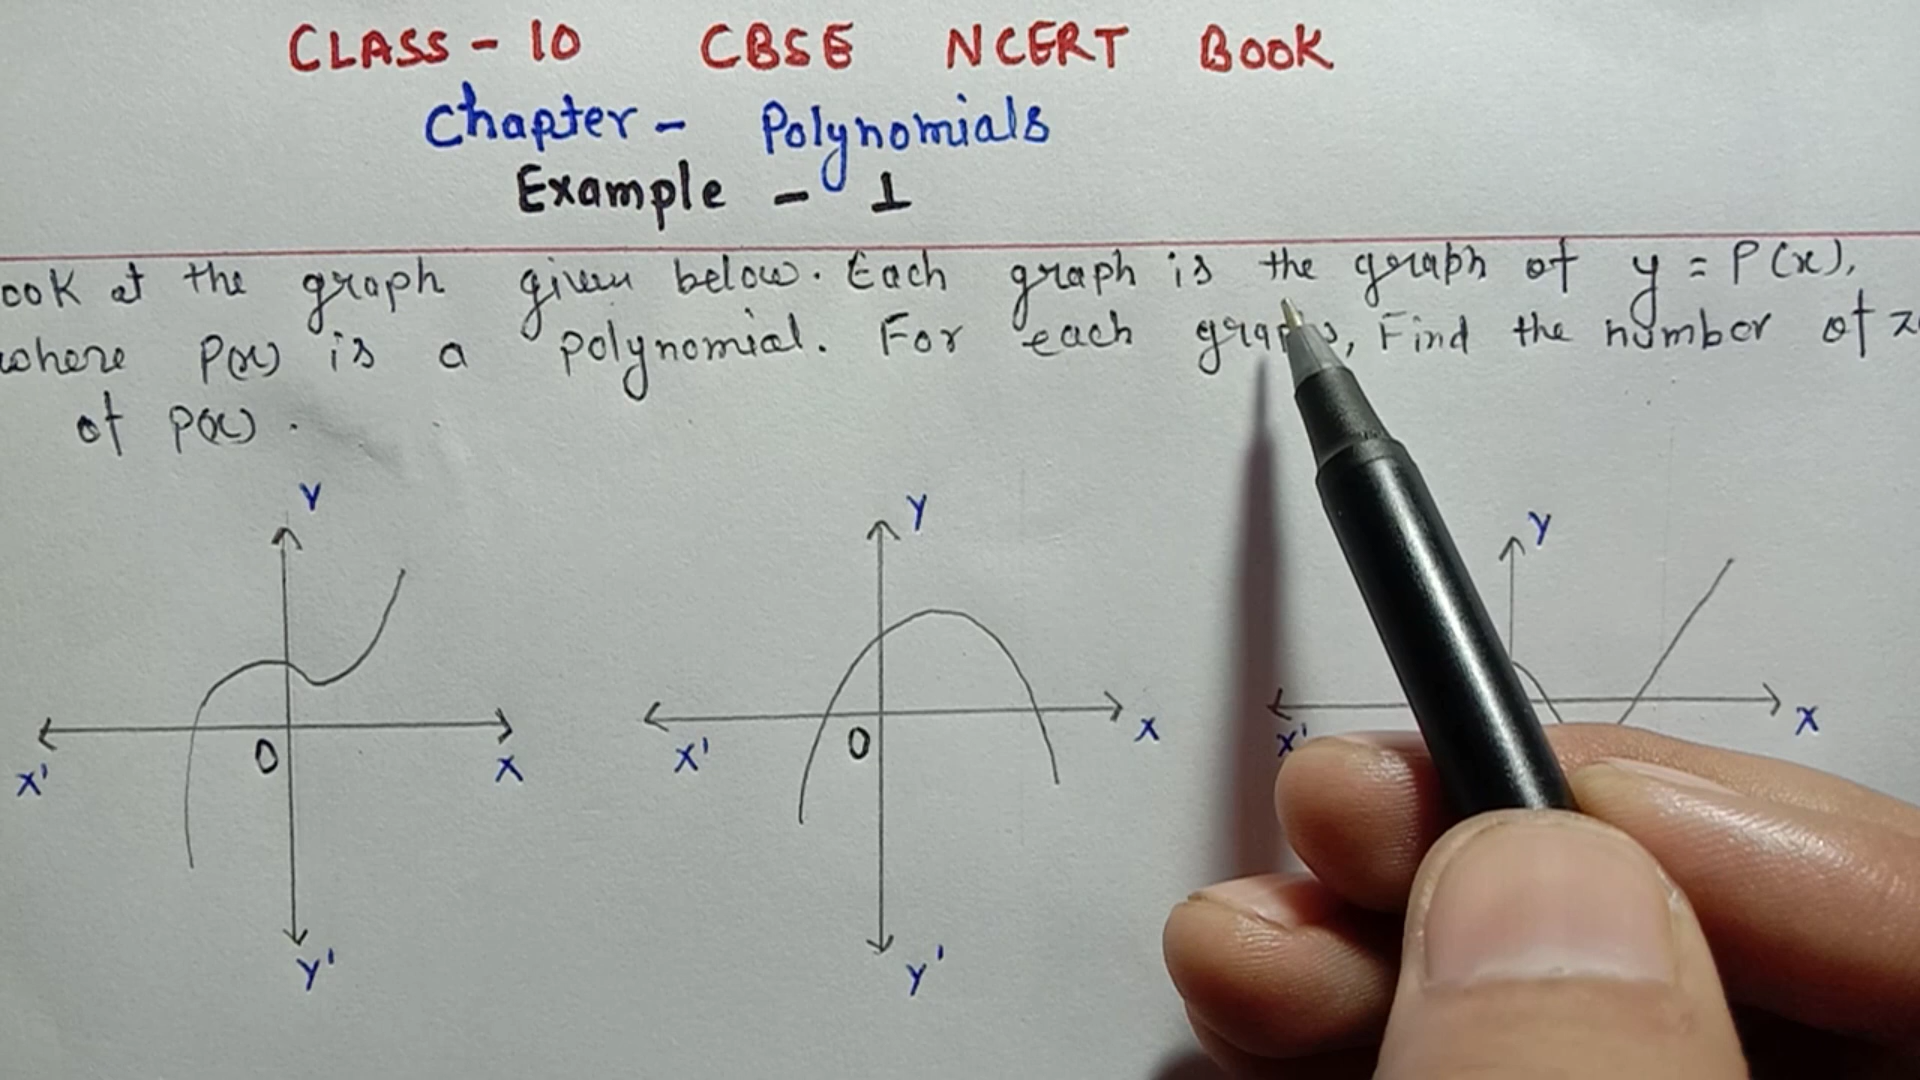 CLASS - 10 CBSE NCERT BOOK
Chapter - Polynomials
Example - 1
ook at the graph given below. Each graph is the graph of y = P(x),
where P(x) is a polynomial. For each graph, Find the number of
of P(x).
Y Y Y
X' O X X' O X X' X
Y' Y'